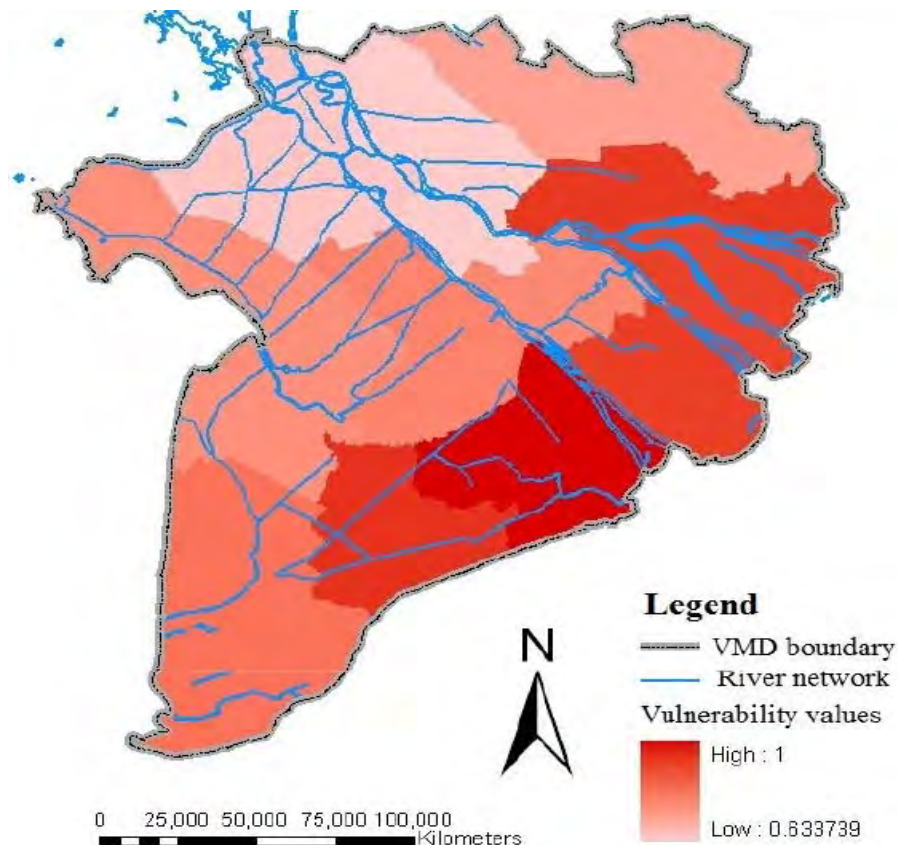 N
Legend
VMD boundary
River network
Vulnerability values
High : 1
Low : 0.633739
0 25,000 50,000 75,000 100,000
Kilometers